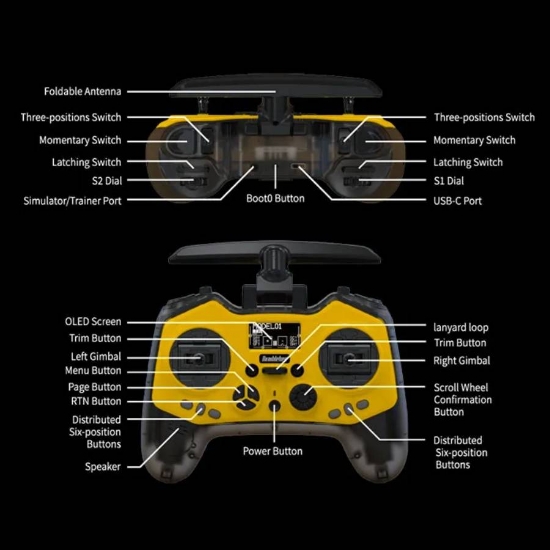 Foldable Antenna
Three-positions Switch
Momentary Switch
Latching Switch
S2 Dial
Simulator/Trainer Port
Boot0 Button
Three-positions Switch
Momentary Switch
Latching Switch
S1 Dial
USB-C Port
OLED Screen
Trim Button
Left Gimbal
Menu Button
Page Button
RTN Button
Distributed
Six-position
Buttons
Speaker
MODEL01
Power Button
lanyard loop
Trim Button
Right Gimbal
Scroll Wheel
Confirmation
Button
Distributed
Six-position
Buttons